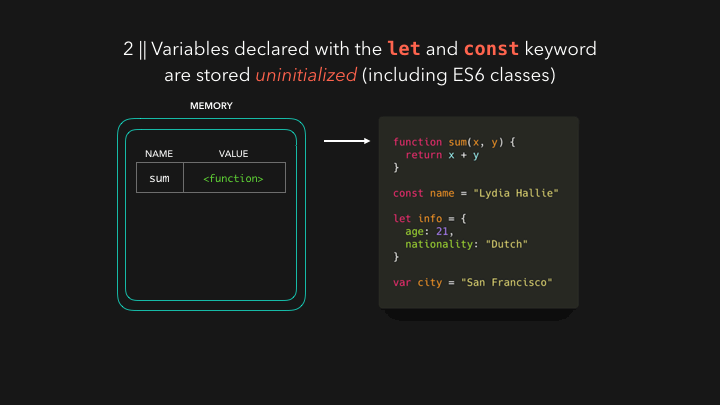 2 || Variables declared with the let and const keyword
are stored uninitialized (including ES6 classes)
MEMORY
NAME VALUE
sum <function>
function sum(x, y) {
  return x + y
}
const name = "Lydia Hallie"
let info = {
  age: 21,
  nationality: "Dutch"
}
var city = "San Francisco"